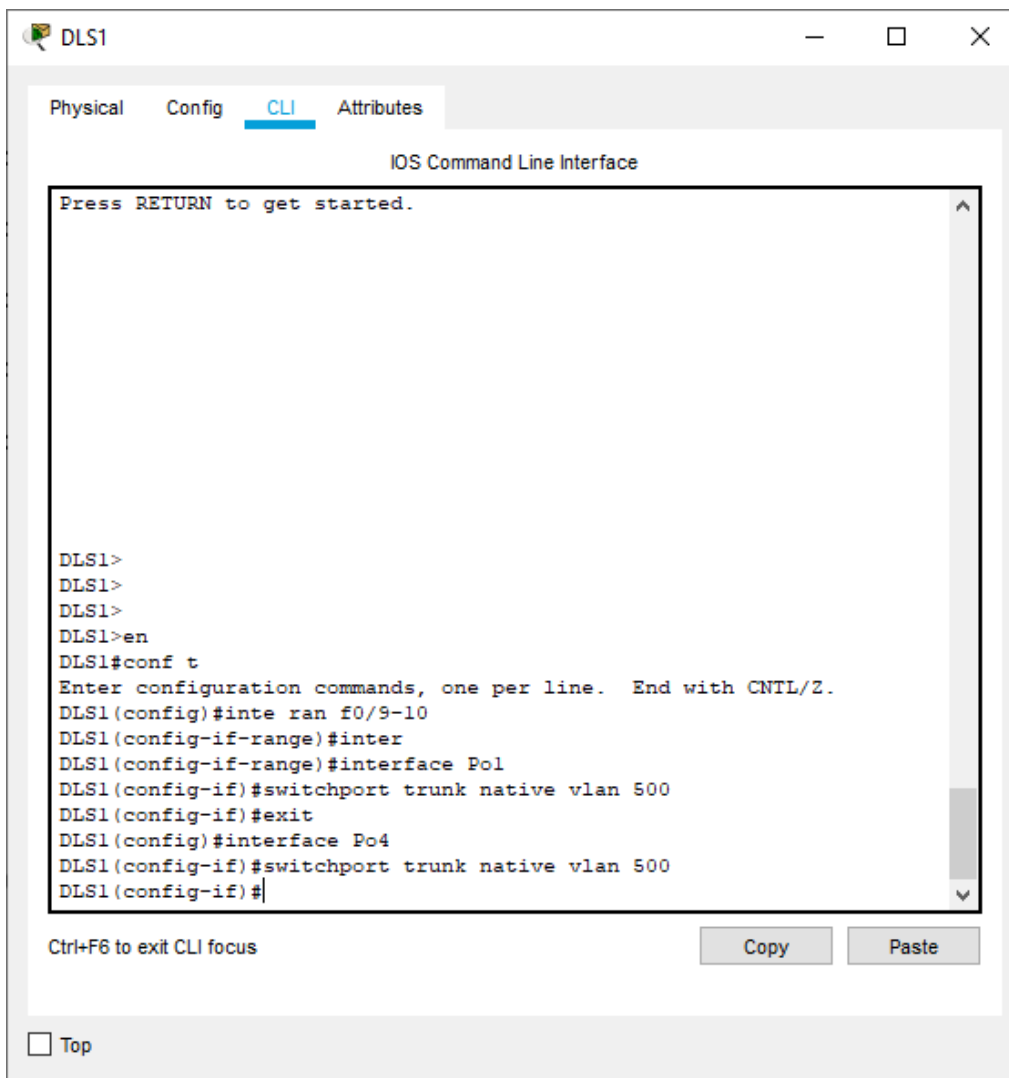 DLS1
Physical Config CLI Attributes
IOS Command Line Interface
Press RETURN to get started.
DLS1>
DLS1>
DLS1>
DLS1>en
DLS1#conf t
Enter configuration commands, one per line.  End with CNTL/Z.
DLS1(config)#inte ran f0/9-10
DLS1(config-if-range)#inter
DLS1(config-if-range)#interface Po1
DLS1(config-if)#switchport trunk native vlan 500
DLS1(config-if)#exit
DLS1(config)#interface Po4
DLS1(config-if)#switchport trunk native vlan 500
DLS1(config-if)#
Ctrl+F6 to exit CLI focus
Copy Paste
Top